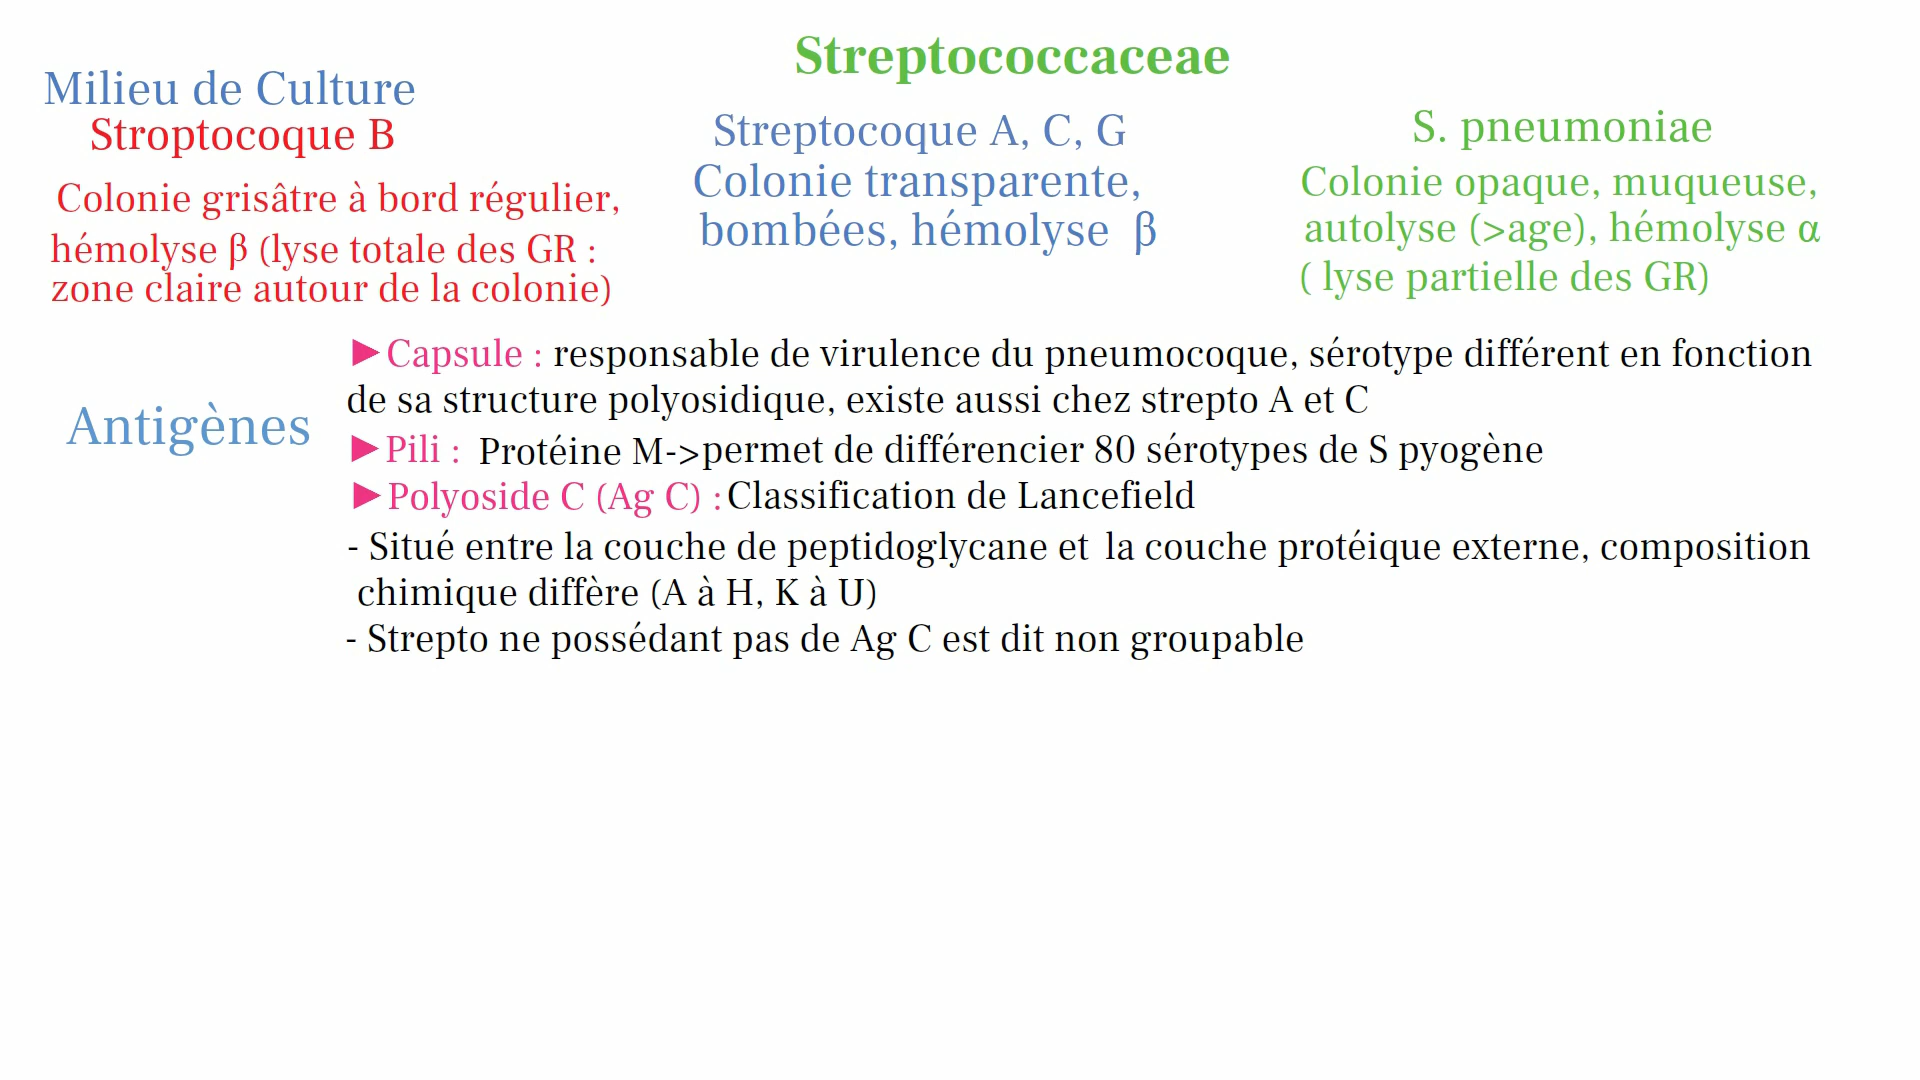 Streptococcaceae
Milieu de Culture
Stroptocoque B
Colonie grisâtre à bord régulier,
hémolyse β (lyse totale des GR :
zone claire autour de la colonie)
Streptocoque A, C, G
Colonie transparente,
bombées, hémolyse β
S. pneumoniae
Colonie opaque, muqueuse,
autolyse (>age), hémolyse α
( lyse partielle des GR)
Antigènes
►Capsule : responsable de virulence du pneumocoque, sérotype différent en fonction
de sa structure polyosidique, existe aussi chez strepto A et C
►Pili : Protéine M->permet de différencier 80 sérotypes de S pyogène
►Polyoside C (Ag C) :Classification de Lancefield
- Situé entre la couche de peptidoglycane et la couche protéique externe, composition
chimique diffère (A à H, K à U)
- Strepto ne possédant pas de Ag C est dit non groupable